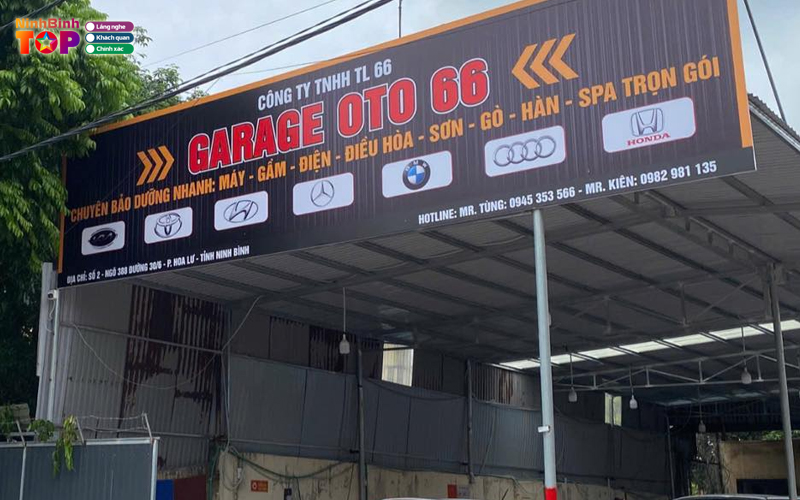 NinhBinh
TOP
Lắng nghe
Khách quan
Chính xác
CÔNG TY TNHH TL 66
GARAGE OTO 66
CHUYÊN BẢO DƯỠNG NHANH: MÁY - GẦM - ĐIỆN - ĐIỀU HÒA - SƠN - GÒ - HÀN - SPA TRỌN GÓI
HONDA
HOTLINE: MR. TÙNG: 0945 353 566 - MR. KIÊN: 0982 981 135
ĐỊA CHỈ: SỐ 2 - NGÕ 388 ĐƯỜNG 30/6 - P. HOA LƯ - TỈNH NINH BÌNH